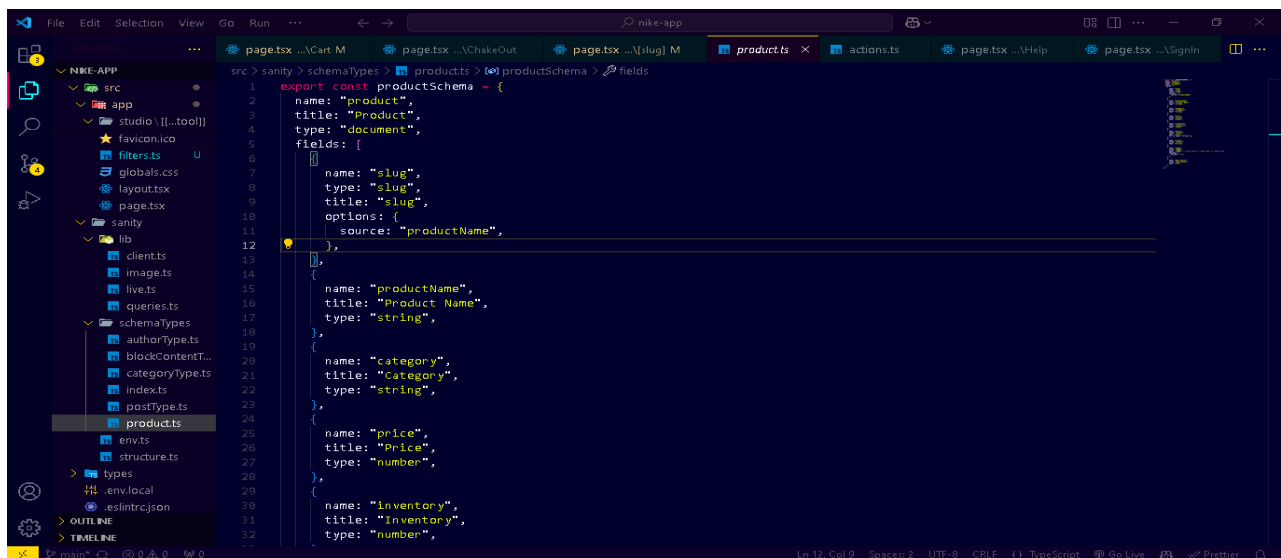 File Edit Selection View Go Run ··· nike-app
page.tsx ...\Cart M page.tsx ...\ChakeOut page.tsx ...\[slug] M product.ts actions.ts page.tsx ...\Help page.tsx ...\SignIn
src > sanity > schemaTypes > product.ts > productSchema > fields
NIKE-APP
src
app
studio \ [[...tool]]
favicon.ico
filters.ts U
globals.css
layout.tsx
page.tsx
sanity
lib
client.ts
image.ts
live.ts
queries.ts
schemaTypes
authorType.ts
blockContentT...
categoryType.ts
index.ts
postType.ts
product.ts
env.ts
structure.ts
types
.env.local
.eslintrc.json
OUTLINE
TIMELINE
3
4
1 export const productSchema = {
2 name: "product",
3 title: "Product",
4 type: "document",
5 fields: [
6 {
7 name: "slug",
8 type: "slug",
9 title: "slug",
10 options: {
11 source: "productName",
12 },
13 },
14 {
15 name: "productName",
16 title: "Product Name",
17 type: "string",
18 },
19 {
20 name: "category",
21 title: "Category",
22 type: "string",
23 },
24 {
25 name: "price",
26 title: "Price",
27 type: "number",
28 },
29 {
30 name: "inventory",
31 title: "Inventory",
32 type: "number",
main* 0 0 0 Ln 12, Col 9 Spaces: 2 UTF-8 CRLF {} TypeScript Go Live Prettier